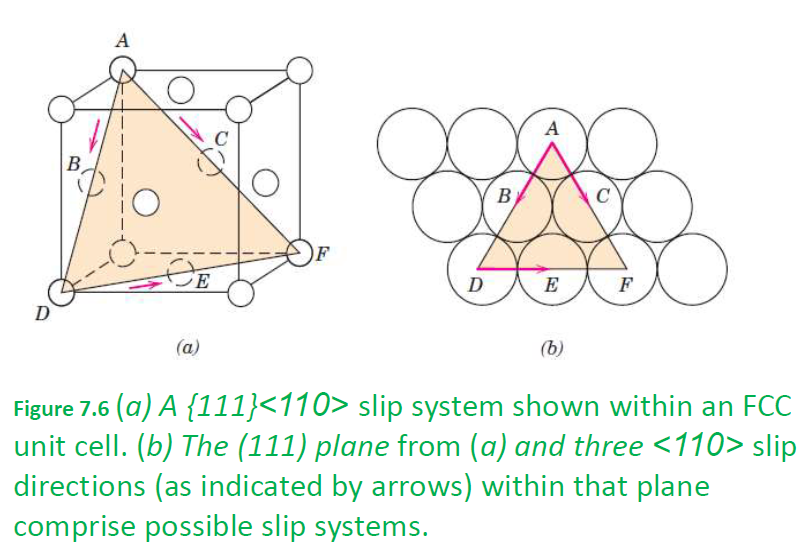 A
C
B
F
E
D
(a)
A
B
C
D
E
F
(b)
Figure 7.6 (a) A {111}<110> slip system shown within an FCC
unit cell. (b) The (111) plane from (a) and three <110> slip
directions (as indicated by arrows) within that plane
comprise possible slip systems.